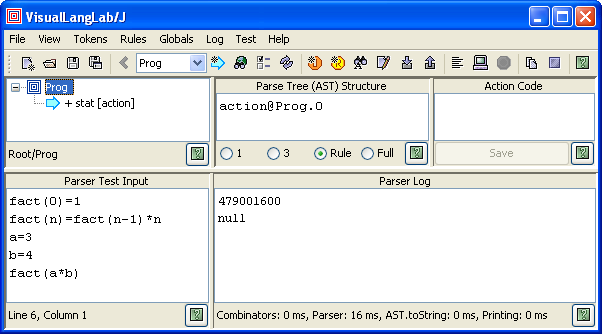 VisualLangLab/J
File View Tokens Rules Globals Log Test Help
Prog
Prog
+ stat [action]
Root/Prog
Parse Tree (AST) Structure
action@Prog.0
1 3 Rule Full
Action Code
Save
Parser Test Input
fact(0)=1
fact(n)=fact(n-1)*n
a=3
b=4
fact(a*b)
Line 6, Column 1
Parser Log
479001600
null
Combinators: 0 ms, Parser: 16 ms, AST.toString: 0 ms, Printing: 0 ms